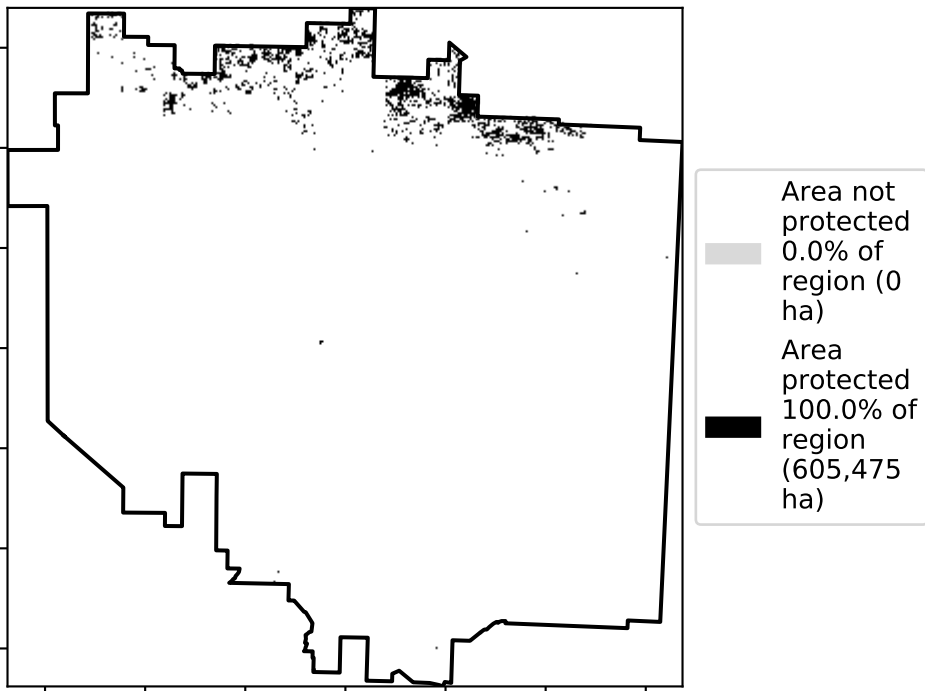 Area not
protected
0.0% of
region (0
ha)
Area
protected
100.0% of
region
(605,475
ha)